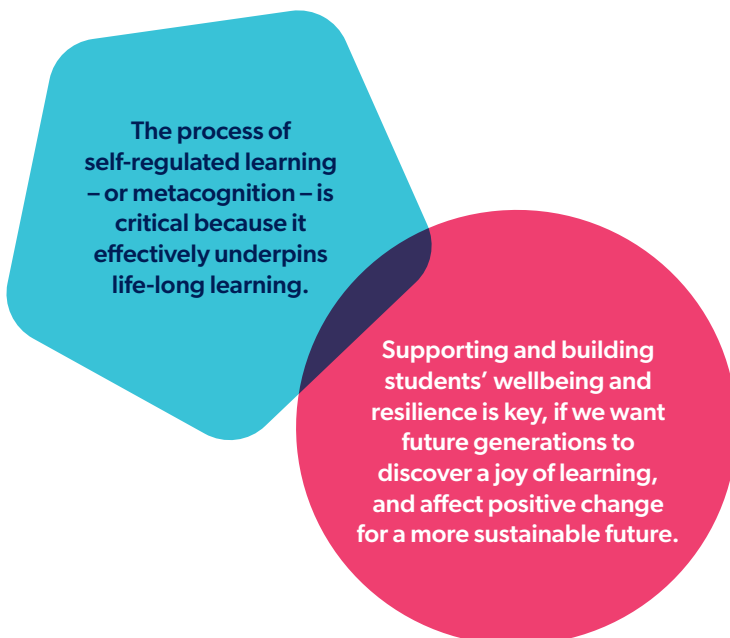 The process of
self-regulated learning
– or metacognition – is
critical because it
effectively underpins
life-long learning.
Supporting and building
students’ wellbeing and
resilience is key, if we want
future generations to
discover a joy of learning,
and affect positive change
for a more sustainable future.